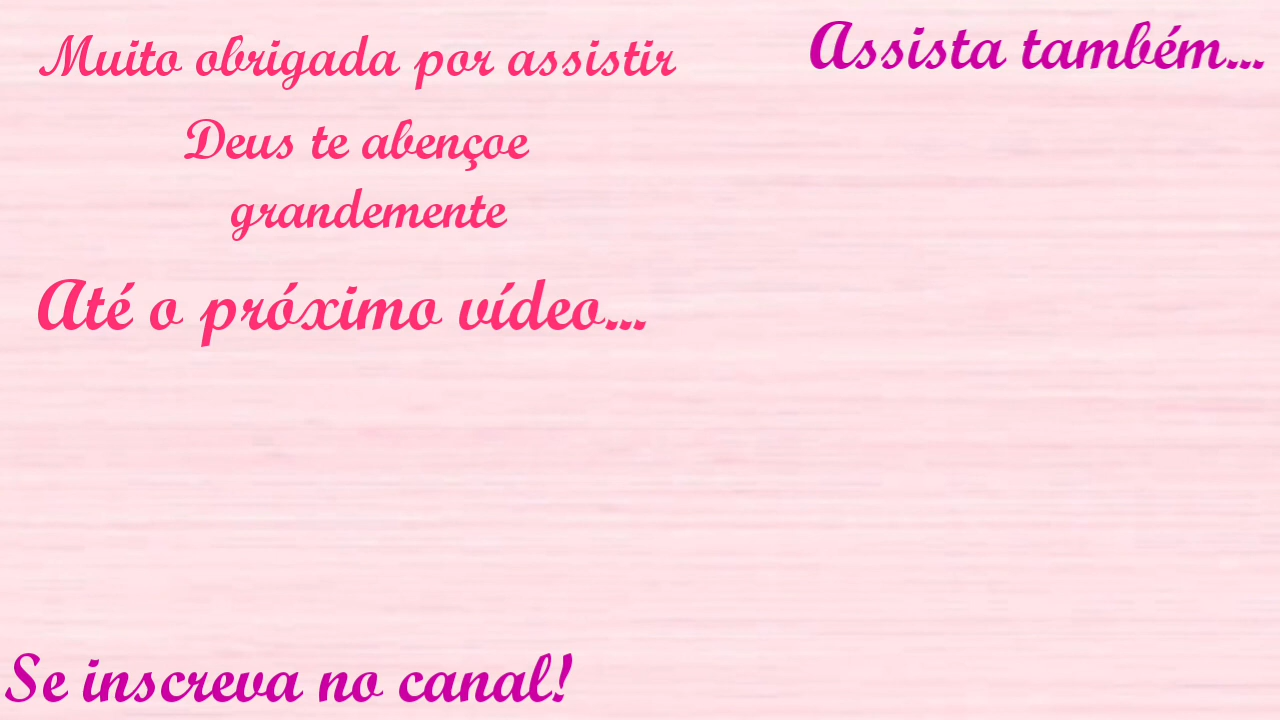 Muito obrigada por assistir
Deus te abençoe
grandemente
Até o próximo vídeo...
Assista também...
Se inscreva no canal!